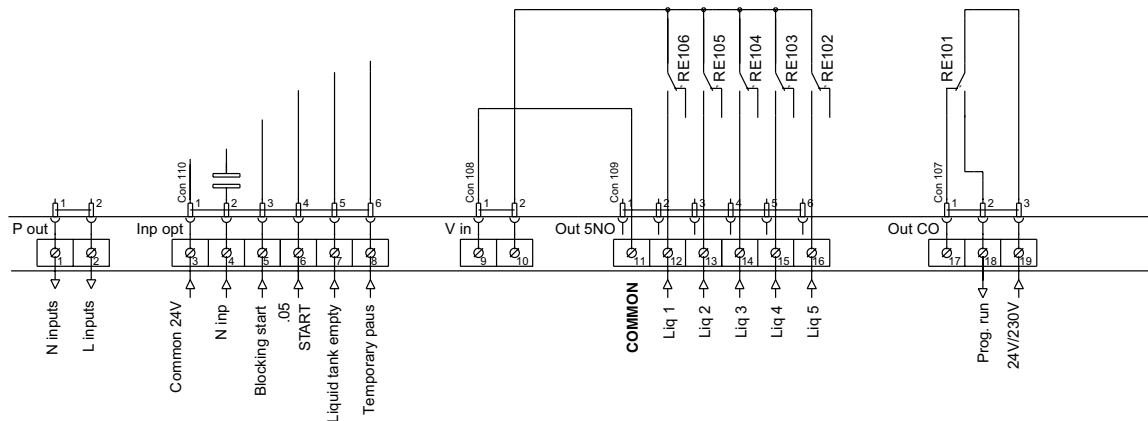 RE106
RE105
RE104
RE103
RE102
RE101
Con 110
Con 108
Con 109
Con 107
1 2
1 2 3 4 5 6
1 2
1 2 3 4 5 6
1 2 3
P out
Inp opt
V in
Out 5NO
Out CO
1 2
3 4 5 6 7 8
9 10
11 12 13 14 15 16
17 18 19
N inputs
L inputs
Common 24V
N inp
Blocking start
.05
START
Liquid tank empty
Temporary paus
COMMON
Liq 1
Liq 2
Liq 3
Liq 4
Liq 5
Prog. run
24V/230V